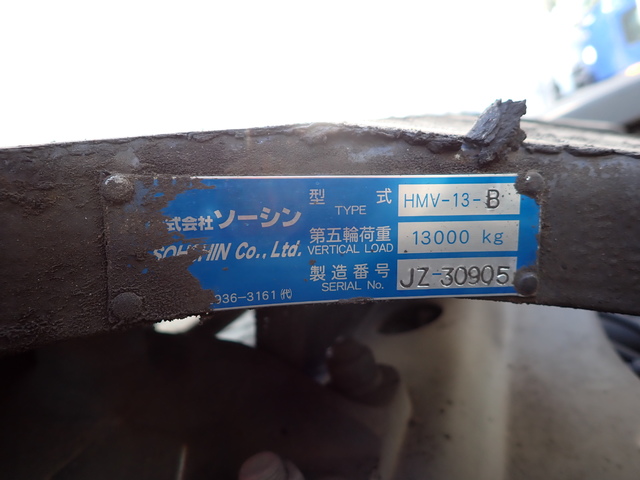 式会社 ソーシン
SOHSHIN Co., Ltd.
936-3161 ㈹
型 式 HMV-13-B
TYPE
第五輪荷重 13000 kg
VERTICAL LOAD
製造番号 JZ-30905
SERIAL No.